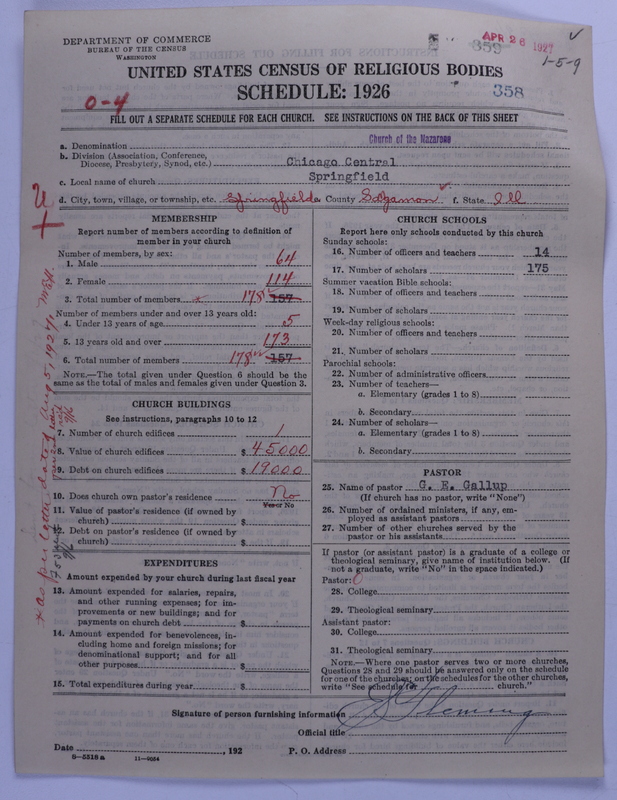 DEPARTMENT OF COMMERCE
BUREAU OF THE CENSUS
WASHINGTON
359 APR 26 1927
1-5-9
UNITED STATES CENSUS OF RELIGIOUS BODIES
SCHEDULE: 1926
0-4
358
FILL OUT A SEPARATE SCHEDULE FOR EACH CHURCH. SEE INSTRUCTIONS ON THE BACK OF THIS SHEET
a. Denomination Church of the Nazarene
b. Division (Association, Conference,
Diocese, Presbytery, Synod, etc.) Chicago Central
c. Local name of church Springfield
d. City, town, village, or township, etc. Springfield e. County Sangamon f. State Ill
MEMBERSHIP
Report number of members according to definition of
member in your church
Number of members, by sex:
1. Male 64
2. Female 114
3. Total number of members * 178 157
Number of members under and over 13 years old:
4. Under 13 years of age 5
5. 13 years old and over 173
6. Total number of members 178 157
NOTE.—The total given under Question 6 should be the
same as the total of males and females given under Question 3.
CHURCH BUILDINGS
See instructions, paragraphs 10 to 12
7. Number of church edifices 1
8. Value of church edifices $ 45000
9. Debt on church edifices $ 19000
10. Does church own pastor's residence No
Yes or No
11. Value of pastor's residence (if owned by
church) $
12. Debt on pastor's residence (if owned by
church) $
EXPENDITURES
Amount expended by your church during last fiscal year
13. Amount expended for salaries, repairs,
and other running expenses; for im-
provements or new buildings; and for
payments on church debt $
14. Amount expended for benevolences, in-
cluding home and foreign missions; for
denominational support; and for all
other purposes $
15. Total expenditures during year $
* as per letter dated Aug 5, 1927,
CHURCH SCHOOLS
Report here only schools conducted by this church
Sunday schools:
16. Number of officers and teachers 14
17. Number of scholars 175
Summer vacation Bible schools:
18. Number of officers and teachers
19. Number of scholars
Week-day religious schools:
20. Number of officers and teachers
21. Number of scholars
Parochial schools:
22. Number of administrative officers
23. Number of teachers—
a. Elementary (grades 1 to 8)
b. Secondary
24. Number of scholars—
a. Elementary (grades 1 to 8)
b. Secondary
PASTOR
25. Name of pastor G. E. Gallup
(If church has no pastor, write "None")
26. Number of ordained ministers, if any, em-
ployed as assistant pastors
27. Number of other churches served by the
pastor or his assistants
If pastor (or assistant pastor) is a graduate of a college or
theological seminary, give name of institution below. (If
not a graduate, write "No" in the space indicated.)
Pastor: 0
28. College
29. Theological seminary
Assistant pastor:
30. College
31. Theological seminary
NOTE.—Where one pastor serves two or more churches,
Questions 28 and 29 should be answered only on the schedule
for one of the churches; on the schedules for the other churches,
write "See schedule for church."
Signature of person furnishing information Fleming
Official title
Date , 192 P. O. Address
8-5318 a 11-9034